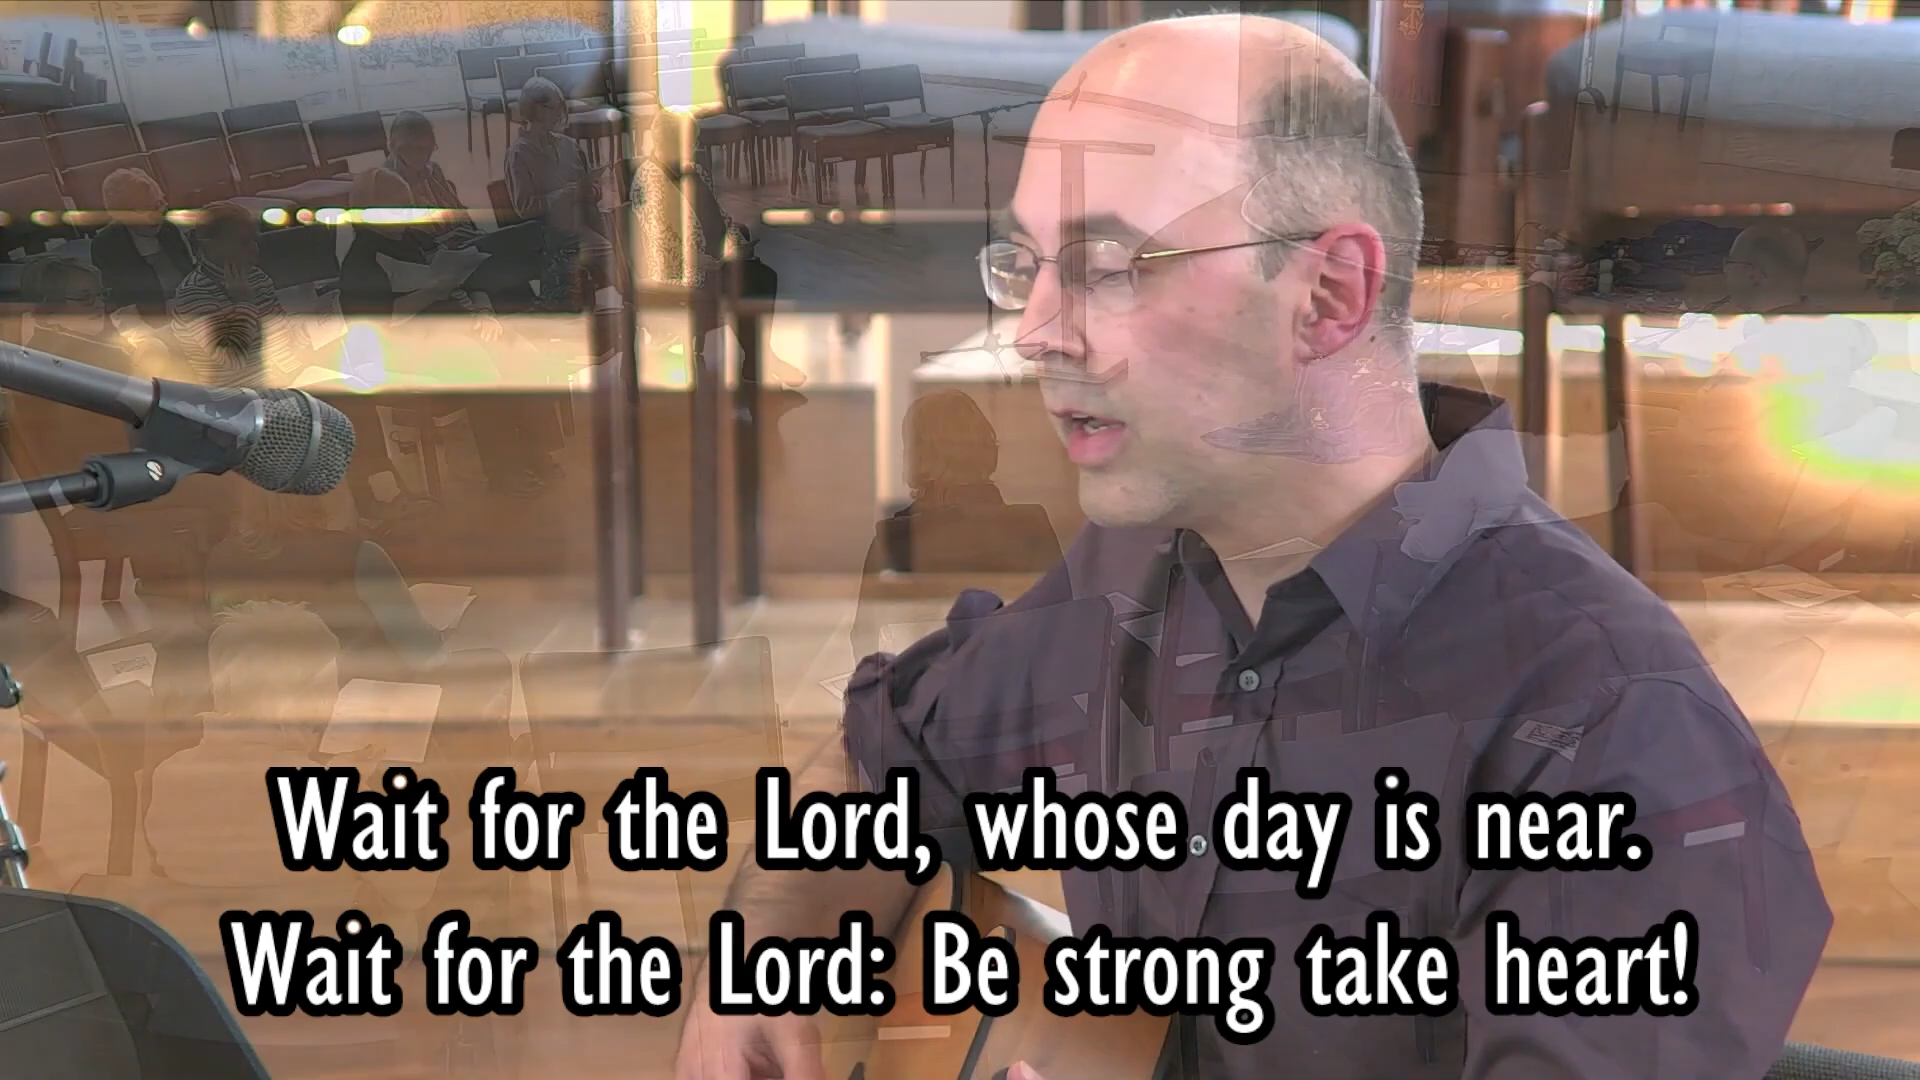 Wait for the Lord, whose day is near.
Wait for the Lord: Be strong take heart!